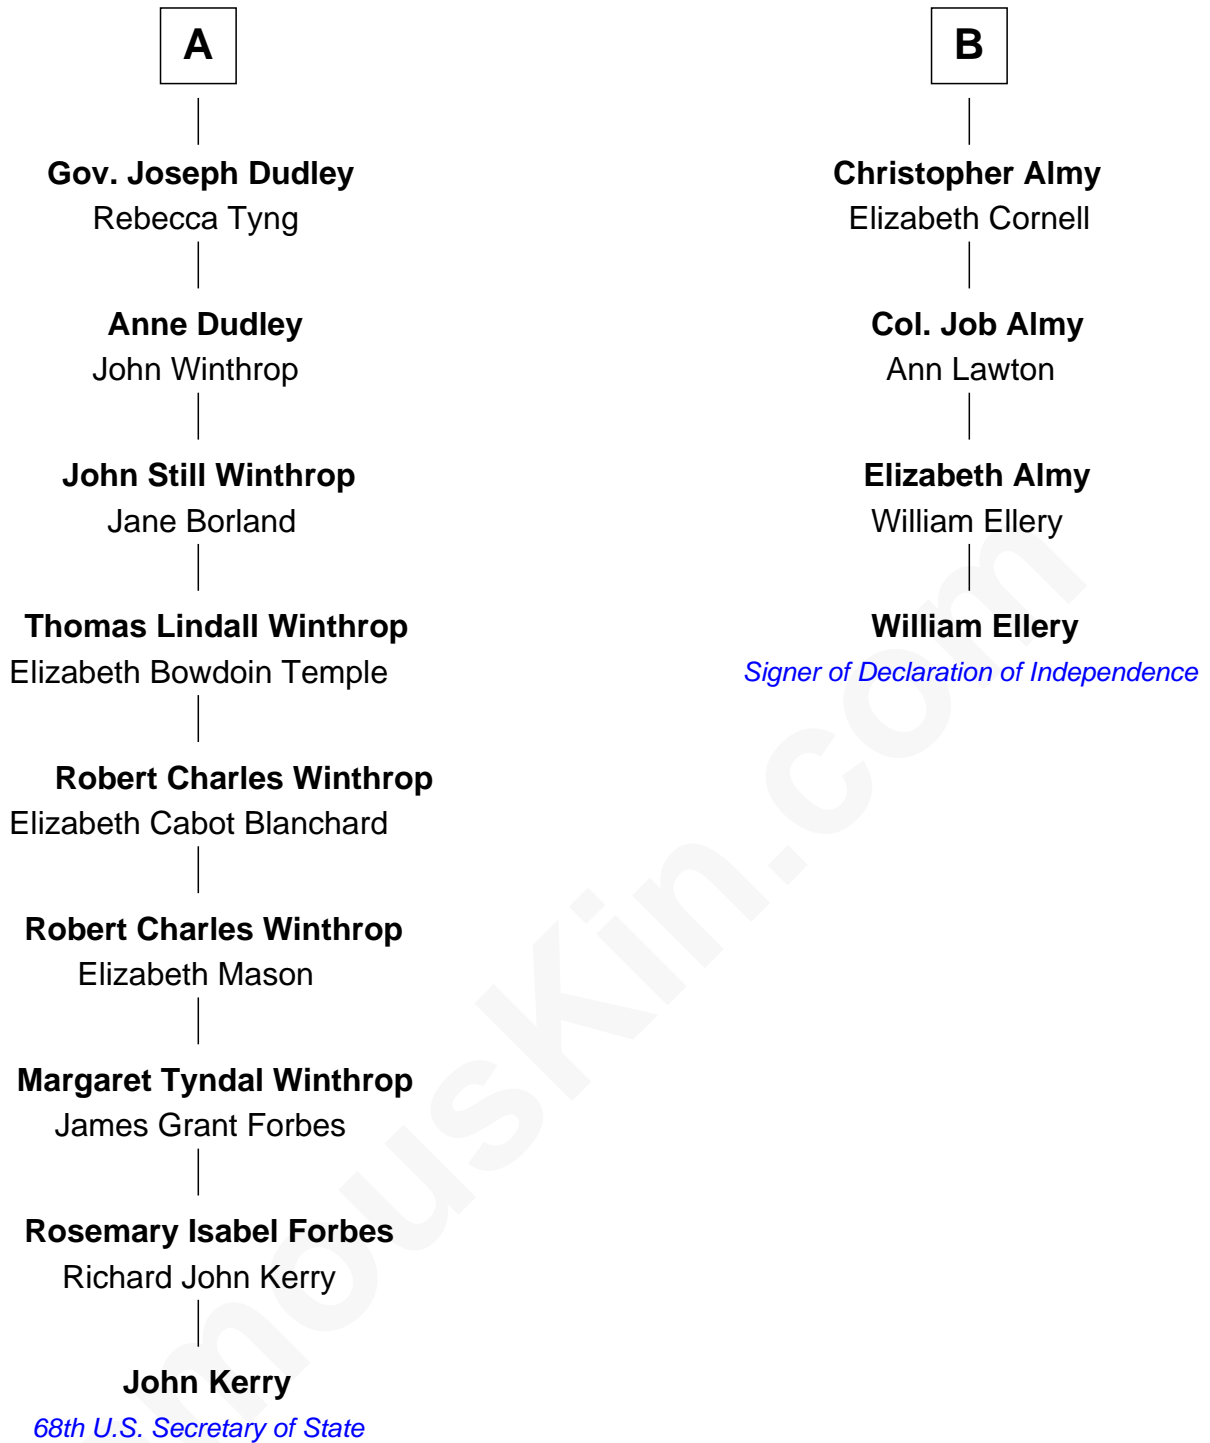 A
Gov. Joseph Dudley
Rebecca Tyng
Anne Dudley
John Winthrop
John Still Winthrop
Jane Borland
Thomas Lindall Winthrop
Elizabeth Bowdoin Temple
Robert Charles Winthrop
Elizabeth Cabot Blanchard
Robert Charles Winthrop
Elizabeth Mason
Margaret Tyndal Winthrop
James Grant Forbes
Rosemary Isabel Forbes
Richard John Kerry
John Kerry
68th U.S. Secretary of State
B
Christopher Almy
Elizabeth Cornell
Col. Job Almy
Ann Lawton
Elizabeth Almy
William Ellery
William Ellery
Signer of Declaration of Independence
mousKin.com